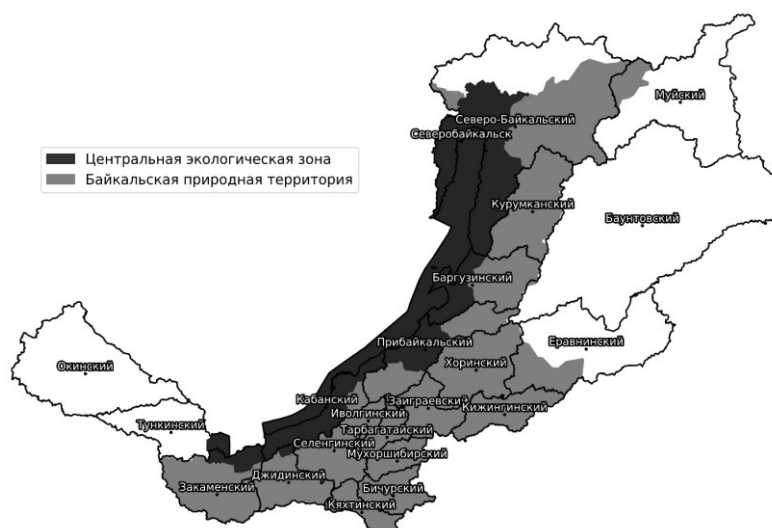 Муйский
Северо-Байкальский
Северобайкальск
Центральная экологическая зона
Байкальская природная территория
Курумканский
Баунтовский
Баргузинский
Прибайкальский
Еравнинский
Хоринский
Окинский
Кабанский
Заиграевский
Кижингинский
Иволгинский
Тункинский
Тарбагатайский
Селенгинский
Мухоршибирский
Джидинский
Закаменский
Бичурский
Кяхтинский